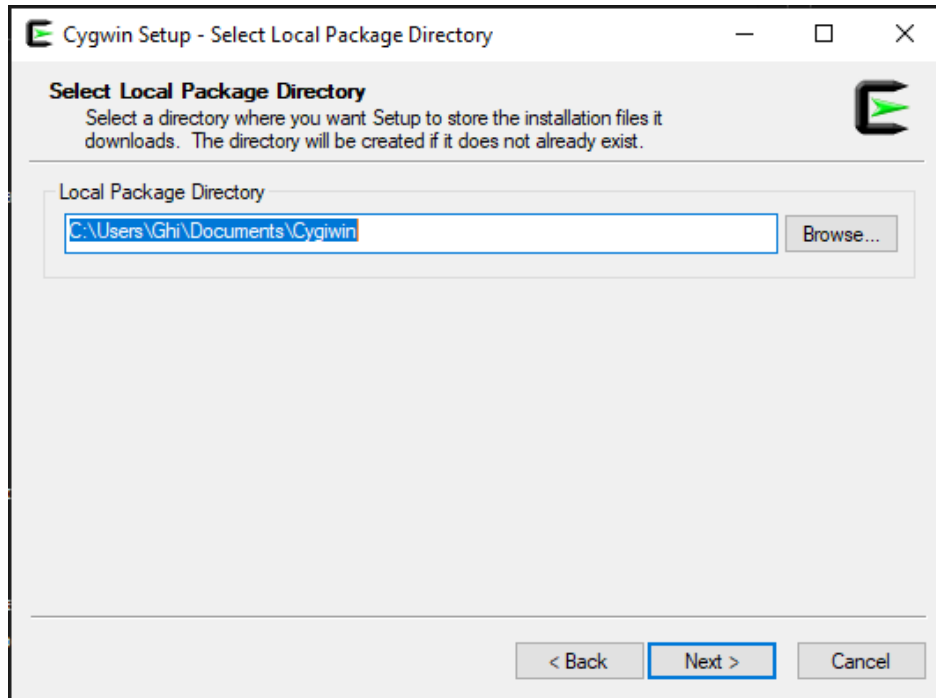 Cygwin Setup - Select Local Package Directory
Select Local Package Directory
Select a directory where you want Setup to store the installation files it
downloads. The directory will be created if it does not already exist.
Local Package Directory
C:\Users\Ghi\Documents\Cygiwin
Browse...
< Back
Next >
Cancel